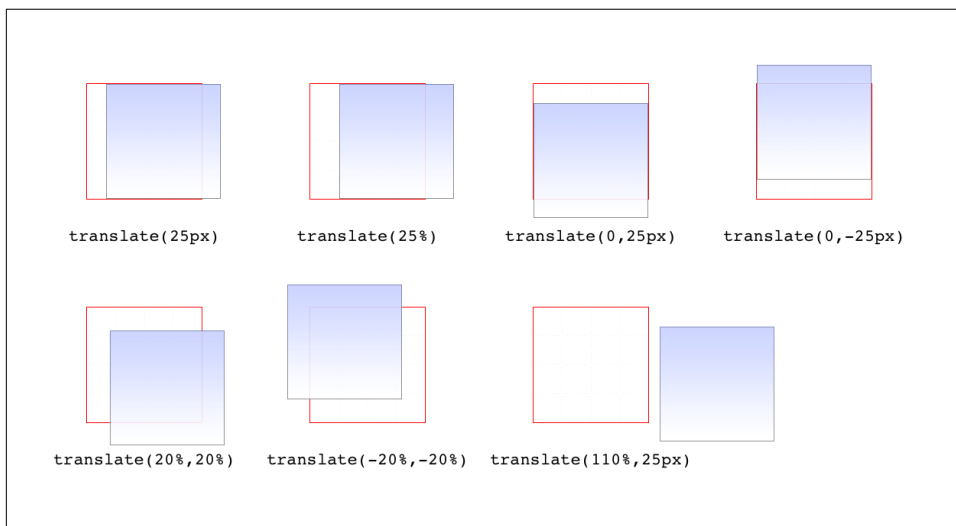 translate(25px)
translate(25%)
translate(0,25px)
translate(0,-25px)
translate(20%,20%)
translate(-20%,-20%)
translate(110%,25px)